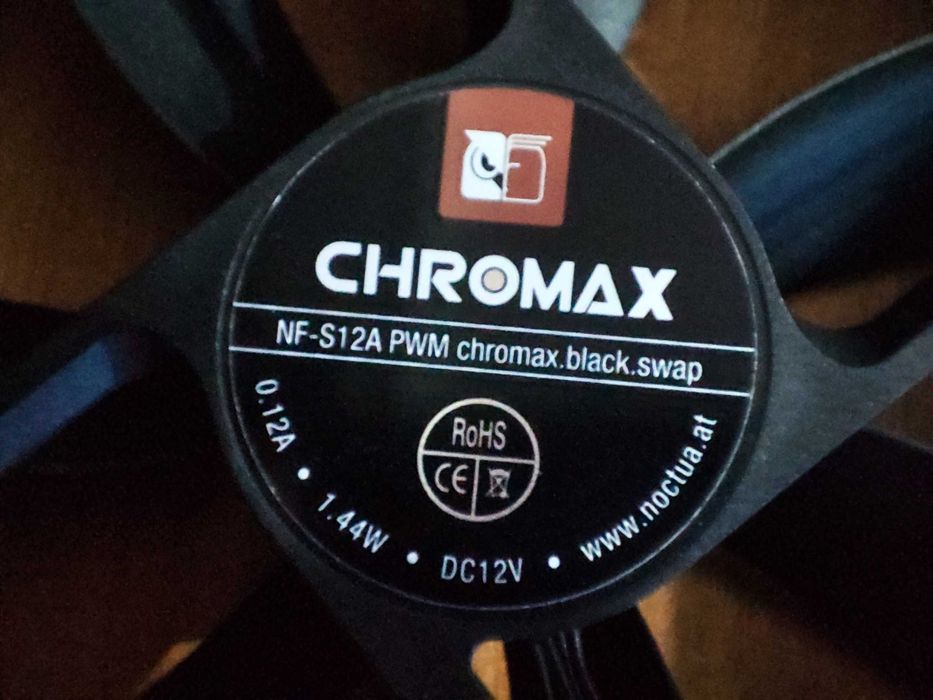 CHROMAX
NF-S12A PWM chromax.black.swap
RoHS
CE
0.12A • 1.44W • DC12V • www.noctua.at